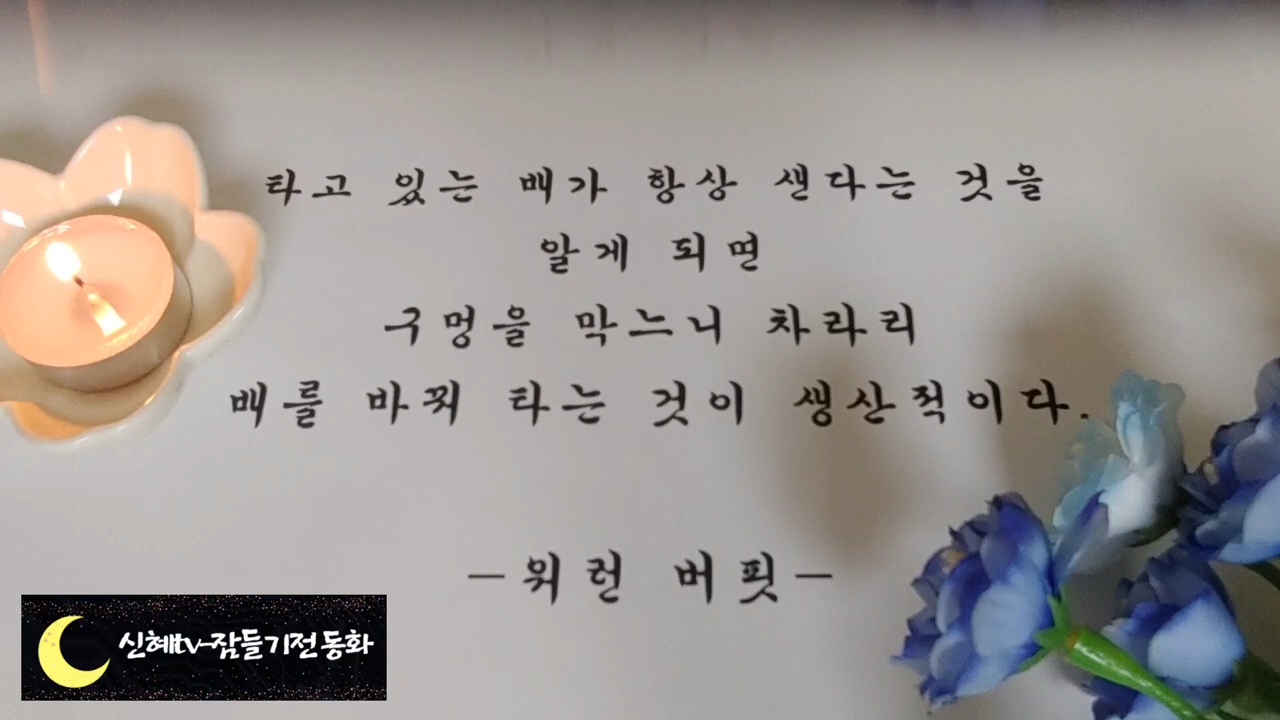 타고 있는 배가 항상 샌다는 것을
알게 되면
구멍을 막느니 차라리
배를 바꿔 타는 것이 생산적이다.
-워런 버핏-
신혜tv-잠들기전동화